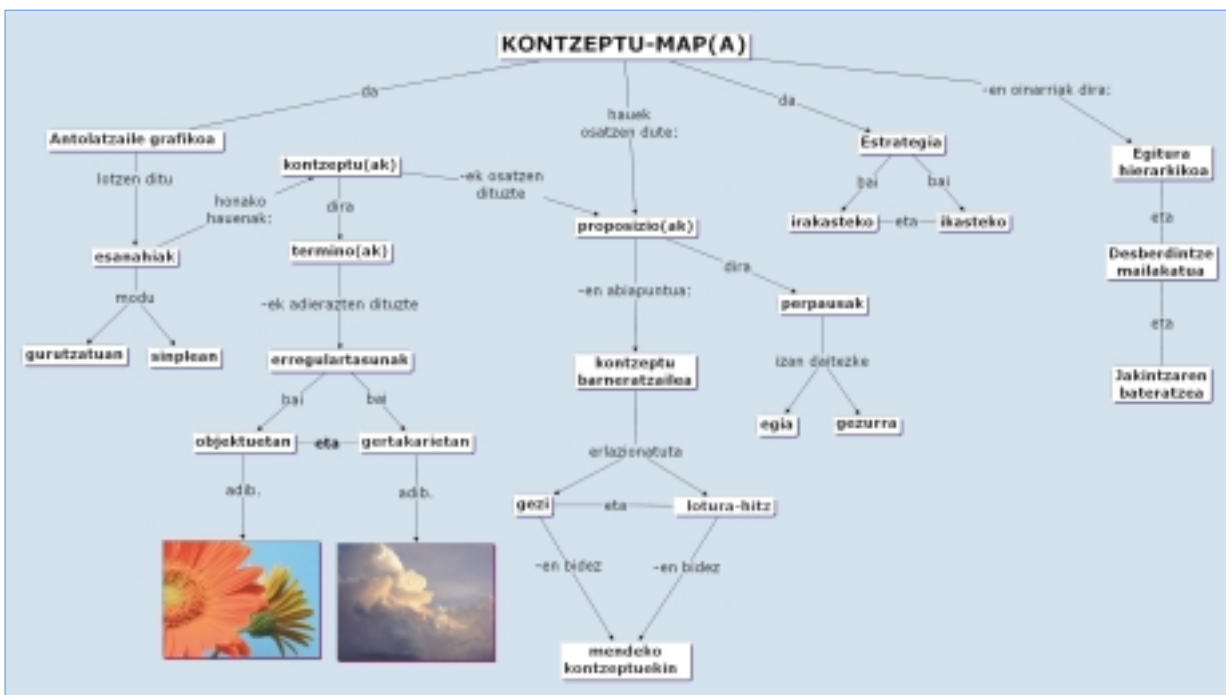 KONTZEPTU-MAP(A)
da
hauek
osatzen dute:
da
-en oinarriak dira:
Antolatzaile grafikoa
lotzen ditu
esanahiak
modu
gurutzatuan
sinplean
honako
hauenak:
kontzeptu(ak)
dira
termino(ak)
-ek adierazten dituzte
erregulartasunak
bai
bai
objektuetan
eta
gertakarietan
adib.
adib.
-ek osatzen
dituzte
proposizio(ak)
-en abiapuntua:
kontzeptu
barneratzailea
erlazionatuta
gezi
eta
lotura-hitz
-en bidez
-en bidez
mendeko
kontzeptuekin
dira
perpausak
izan daitezke
egia
gezurra
Estrategia
bai
bai
irakasteko
eta
ikasteko
Egitura
hierarkikoa
eta
Desberdintze
mailakatua
eta
Jakintzaren
bateratzea